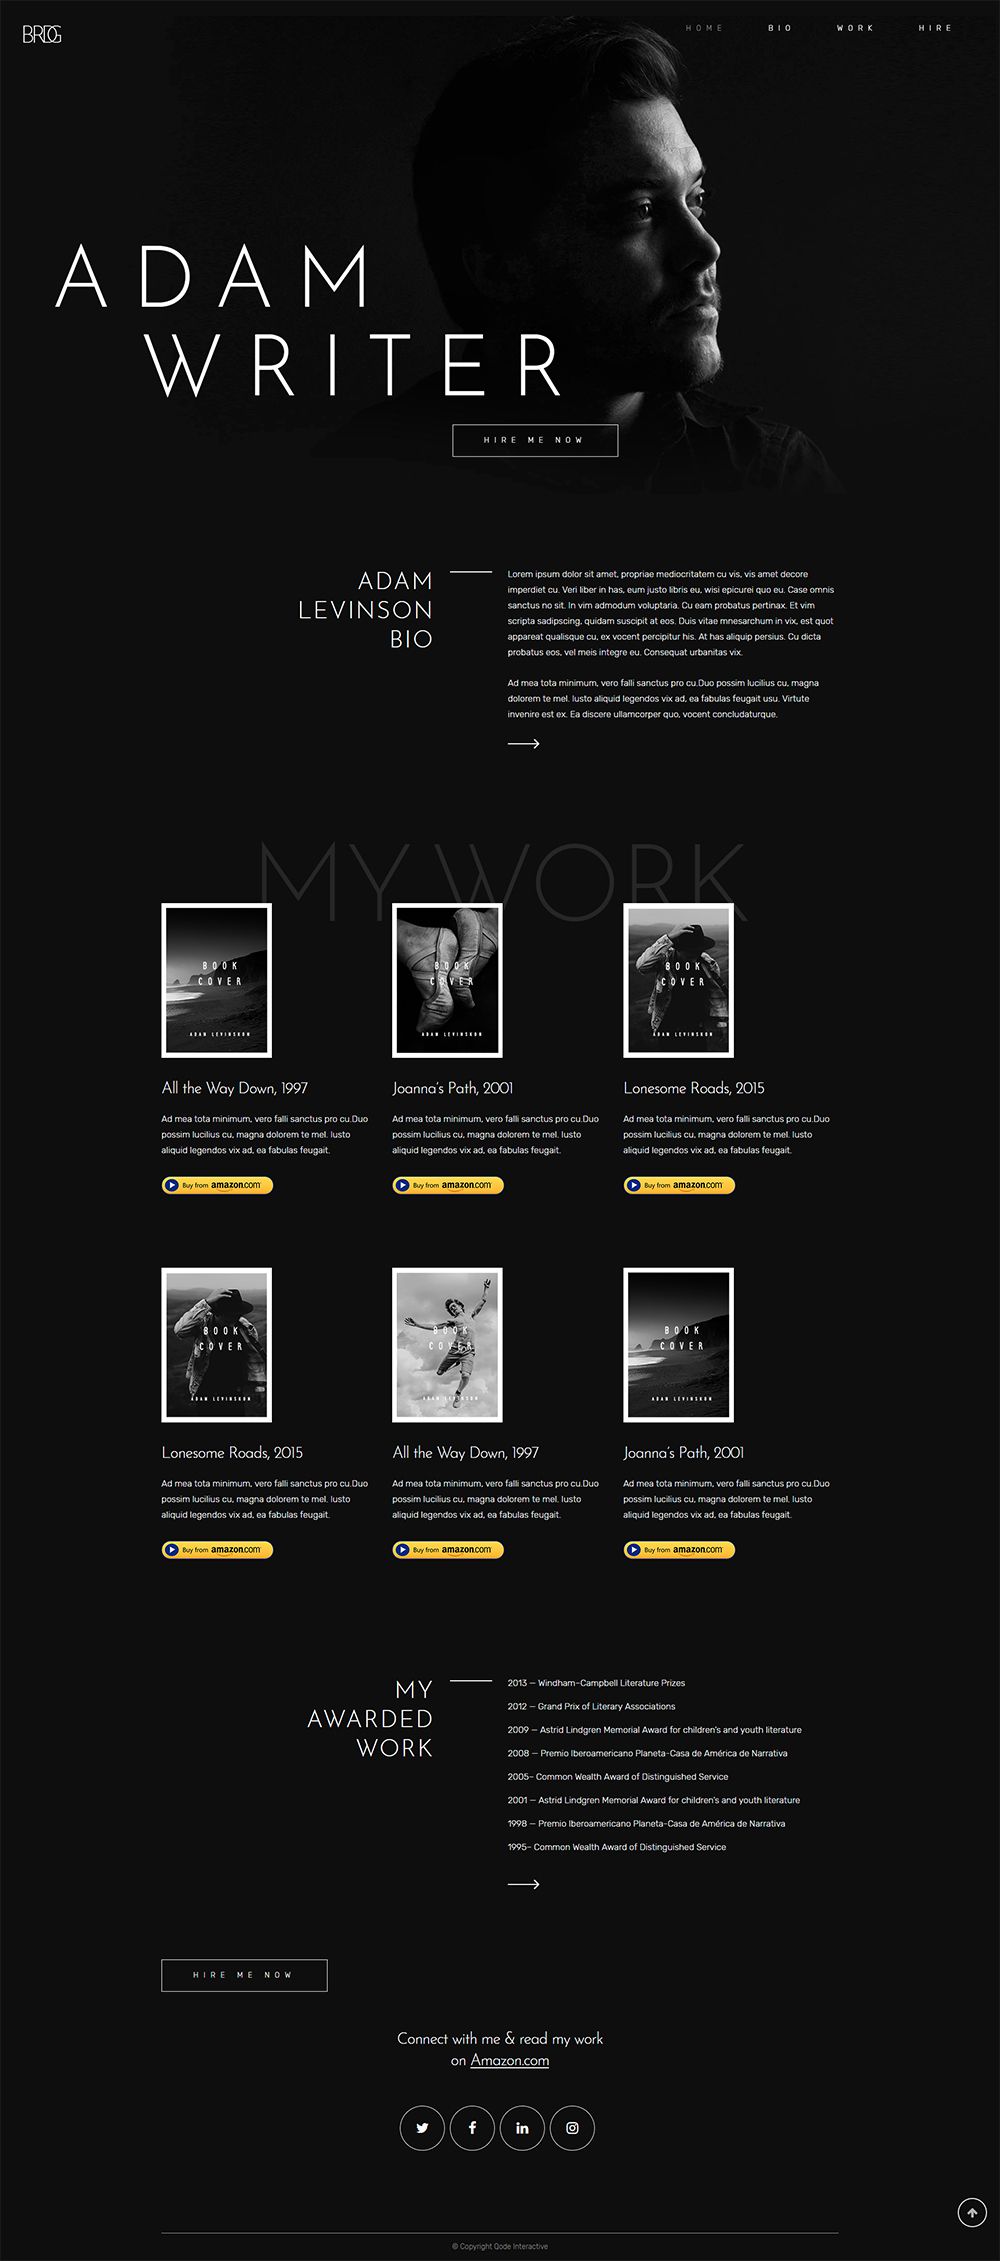 BRDG
HOME BIO WORK HIRE
ADAM
WRITER
HIRE ME NOW
ADAM
LEVINSON
BIO
Lorem ipsum dolor sit amet, propriae mediocritatem cu vis, vis amet decore
imperdiet cu. Veri liber in has, eum justo libris eu, wisi epicurei quo eu. Case omnis
sanctus no sit. In vim admodum voluptaria. Cu eam probatus pertinax. Et vim
scripta sadipscing, quidam suscipit at eos. Duis vitae mnesarchum in vix, est quot
appareat qualisque cu, ex vocent percipitur his. At has aliquip persius. Cu dicta
probatus eos, vel meis integre eu. Consequat urbanitas vix.
Ad mea tota minimum, vero falli sanctus pro cu.Duo possim lucilius cu, magna
dolorem te mel. Iusto aliquid legendos vix ad, ea fabulas feugait usu. Virtute
invenire est ex. Ea discere ullamcorper quo, vocent concludaturque.
MY WORK
BOOK
COVER
ADAM LEVINSKON
All the Way Down, 1997
Ad mea tota minimum, vero falli sanctus pro cu.Duo
possim lucilius cu, magna dolorem te mel. Iusto
aliquid legendos vix ad, ea fabulas feugait.
Buy from amazon.com
BOOK
COVER
ADAM LEVINSKON
Joanna's Path, 2001
Ad mea tota minimum, vero falli sanctus pro cu.Duo
possim lucilius cu, magna dolorem te mel. Iusto
aliquid legendos vix ad, ea fabulas feugait.
Buy from amazon.com
BOOK
COVER
ADAM LEVINSKON
Lonesome Roads, 2015
Ad mea tota minimum, vero falli sanctus pro cu.Duo
possim lucilius cu, magna dolorem te mel. Iusto
aliquid legendos vix ad, ea fabulas feugait.
Buy from amazon.com
BOOK
COVER
ADAM LEVINSKON
Lonesome Roads, 2015
Ad mea tota minimum, vero falli sanctus pro cu.Duo
possim lucilius cu, magna dolorem te mel. Iusto
aliquid legendos vix ad, ea fabulas feugait.
Buy from amazon.com
BOOK
COVER
ADAM LEVINSKON
All the Way Down, 1997
Ad mea tota minimum, vero falli sanctus pro cu.Duo
possim lucilius cu, magna dolorem te mel. Iusto
aliquid legendos vix ad, ea fabulas feugait.
Buy from amazon.com
BOOK
COVER
ADAM LEVINSKON
Joanna's Path, 2001
Ad mea tota minimum, vero falli sanctus pro cu.Duo
possim lucilius cu, magna dolorem te mel. Iusto
aliquid legendos vix ad, ea fabulas feugait.
Buy from amazon.com
MY
AWARDED
WORK
2013 – Windham-Campbell Literature Prizes
2012 – Grand Prix of Literary Associations
2009 – Astrid Lindgren Memorial Award for children's and youth literature
2008 – Premio Iberoamericano Planeta-Casa de América de Narrativa
2005– Common Wealth Award of Distinguished Service
2001 – Astrid Lindgren Memorial Award for children's and youth literature
1998 – Premio Iberoamericano Planeta-Casa de América de Narrativa
1995– Common Wealth Award of Distinguished Service
HIRE ME NOW
Connect with me & read my work
on Amazon.com
© Copyright Qode Interactive